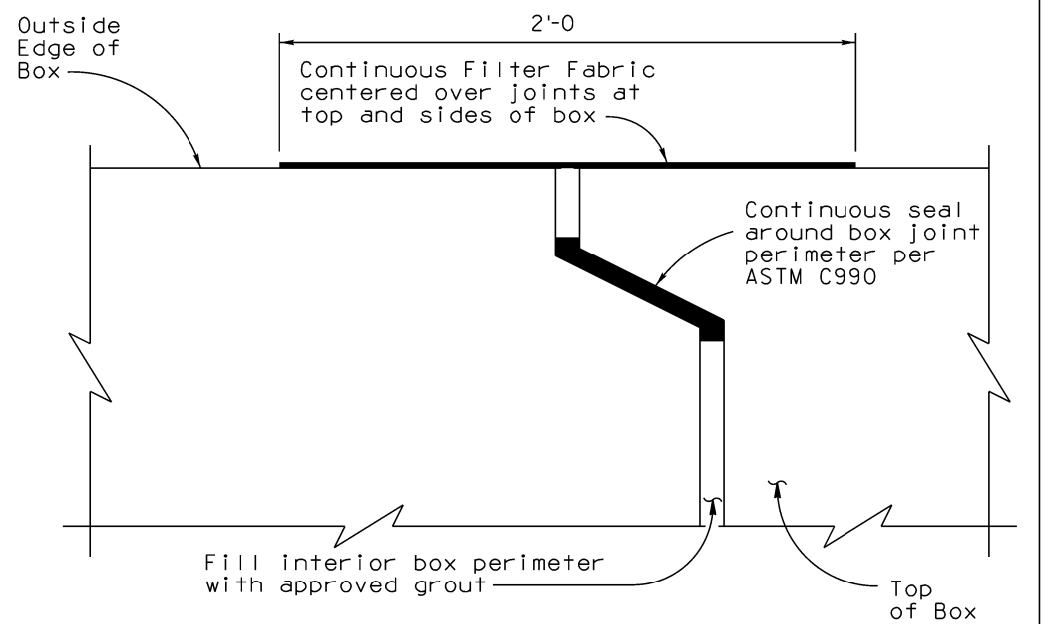 2'-0
Outside
Edge of
Box
Continuous Filter Fabric
centered over joints at
top and sides of box
Continuous seal
around box joint
perimeter per
ASTM C990
Fill interior box perimeter
with approved grout
Top
of Box